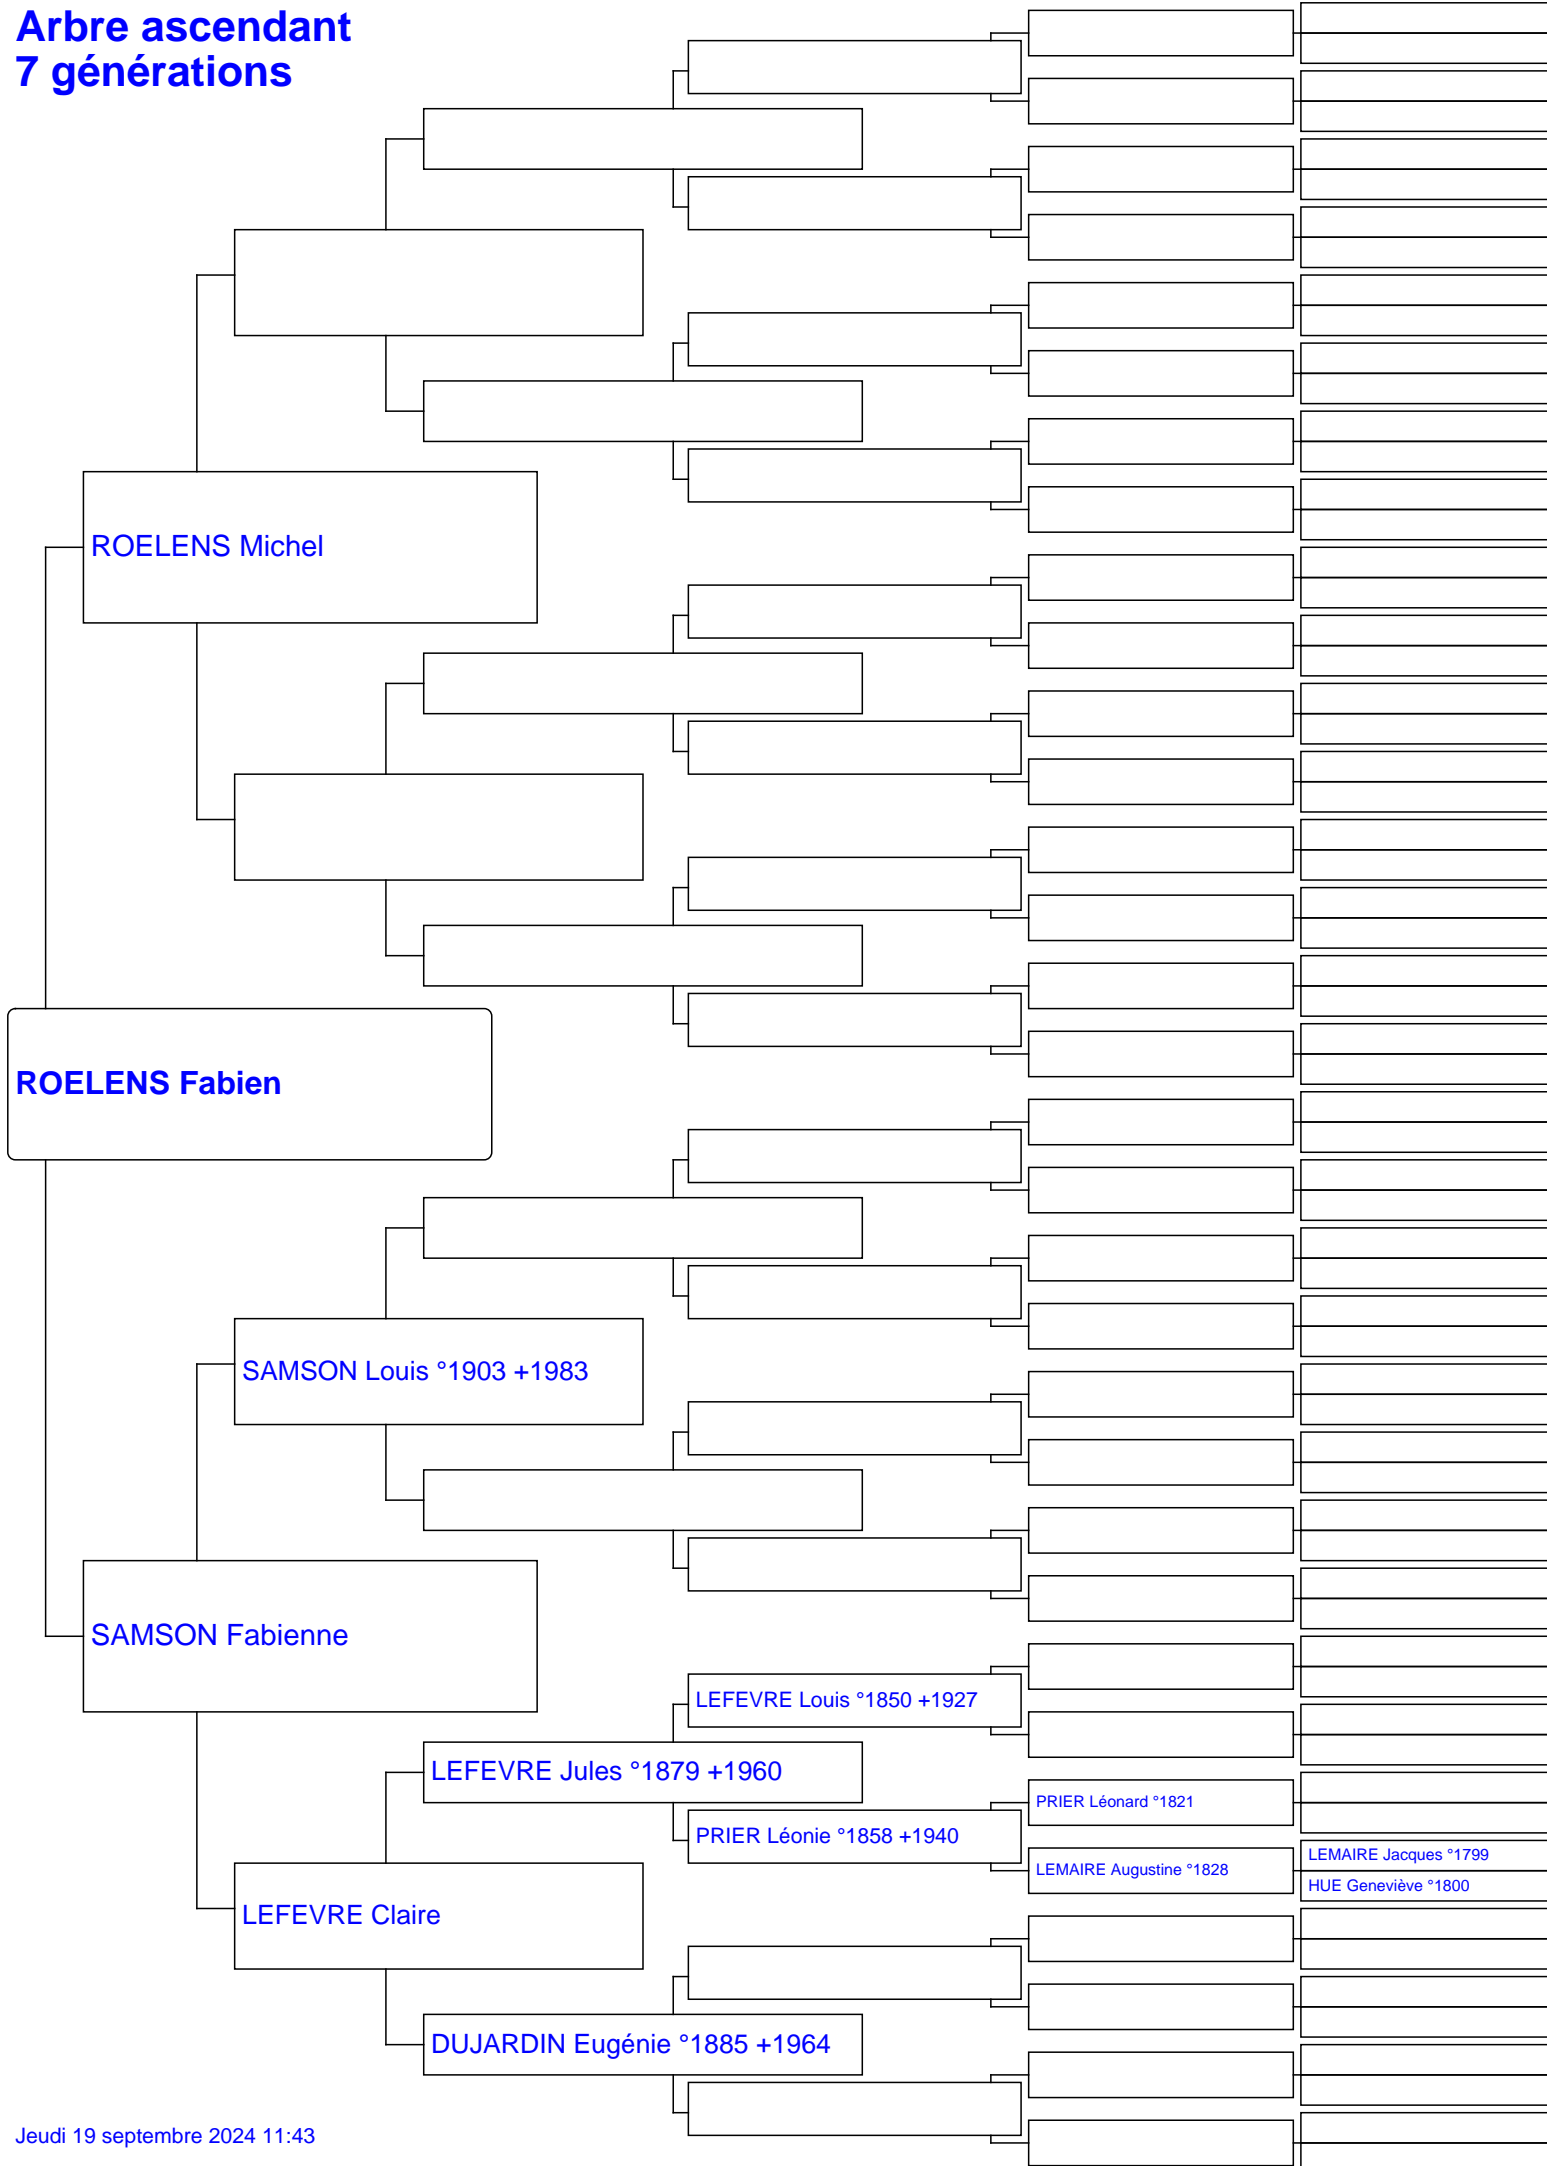 Arbre ascendant
7 générations
ROELENS Michel
ROELENS Fabien
SAMSON Louis °1903 +1983
SAMSON Fabienne
LEFEVRE Louis °1850 +1927
LEFEVRE Jules °1879 +1960
PRIER Léonard °1821
PRIER Léonie °1858 +1940
LEMAIRE Jacques °1799
LEMAIRE Augustine °1828
HUE Geneviève °1800
LEFEVRE Claire
DUJARDIN Eugénie °1885 +1964
Jeudi 19 septembre 2024 11:43